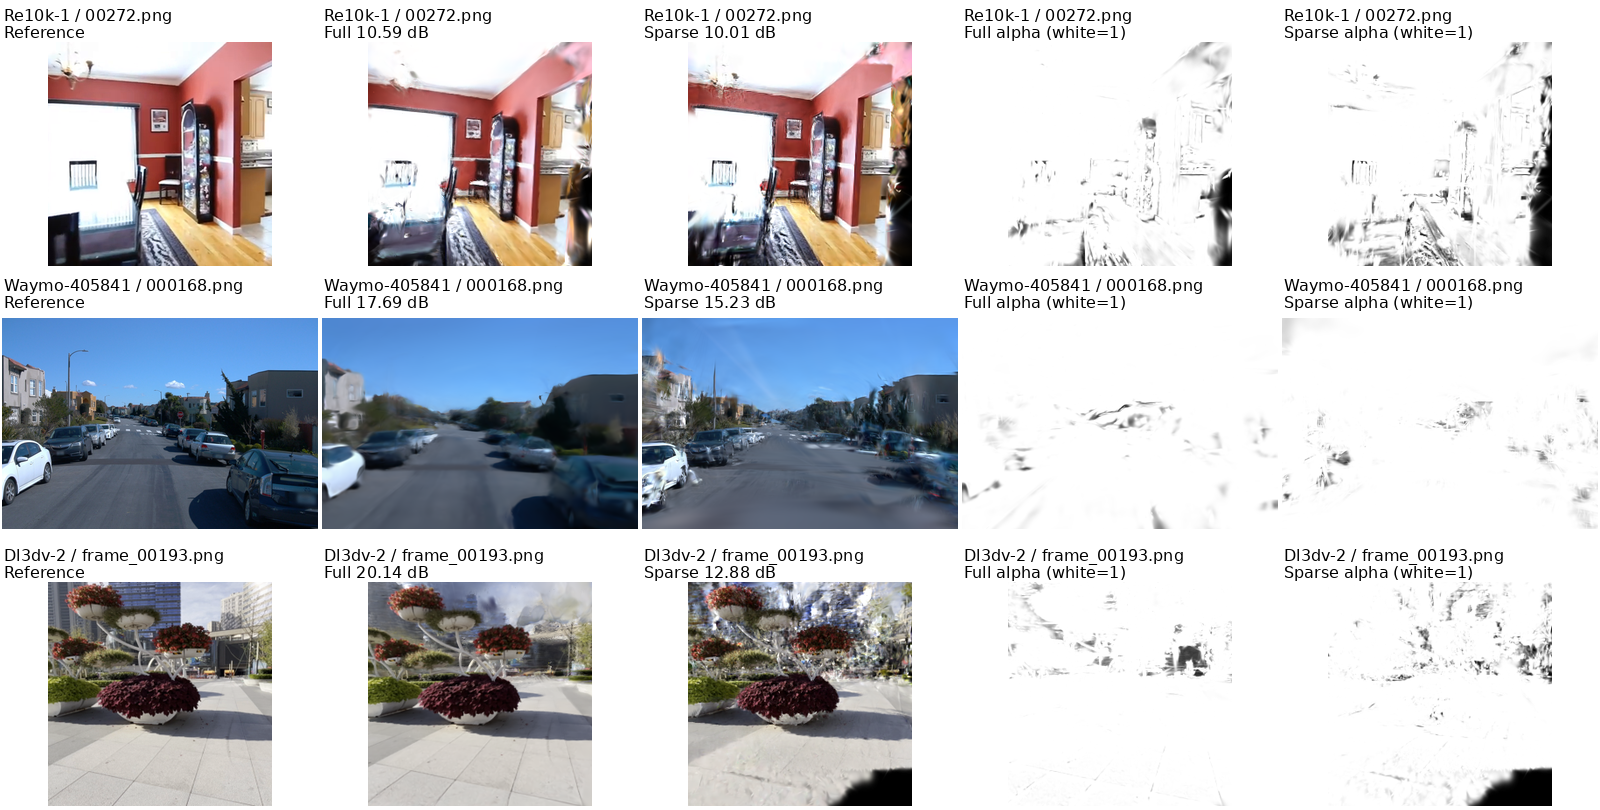 Re10k-1 / 00272.png
Reference
Re10k-1 / 00272.png
Full 10.59 dB
Re10k-1 / 00272.png
Sparse 10.01 dB
Re10k-1 / 00272.png
Full alpha (white=1)
Re10k-1 / 00272.png
Sparse alpha (white=1)
Waymo-405841 / 000168.png
Reference
Waymo-405841 / 000168.png
Full 17.69 dB
Waymo-405841 / 000168.png
Sparse 15.23 dB
Waymo-405841 / 000168.png
Full alpha (white=1)
Waymo-405841 / 000168.png
Sparse alpha (white=1)
Dl3dv-2 / frame_00193.png
Reference
Dl3dv-2 / frame_00193.png
Full 20.14 dB
Dl3dv-2 / frame_00193.png
Sparse 12.88 dB
Dl3dv-2 / frame_00193.png
Full alpha (white=1)
Dl3dv-2 / frame_00193.png
Sparse alpha (white=1)